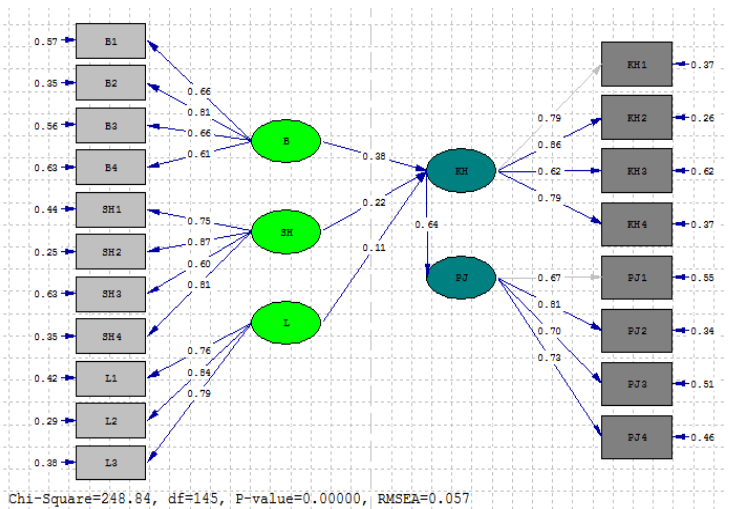 0.57 B1
0.35 B2
0.56 B3
0.63 B4
0.44 SH1
0.25 SH2
0.63 SH3
0.35 SH4
0.42 L1
0.29 L2
0.38 L3
0.66
0.81
0.66
0.61
0.75
0.87
0.60
0.81
0.76
0.84
0.79
B
SH
L
0.38
0.22
0.11
KH
0.64
PJ
0.79
0.86
0.62
0.79
0.67
0.81
0.70
0.73
KH1 0.37
KH2 0.26
KH3 0.62
KH4 0.37
PJ1 0.55
PJ2 0.34
PJ3 0.51
PJ4 0.46
Chi-Square=248.84, df=145, P-value=0.00000, RMSEA=0.057